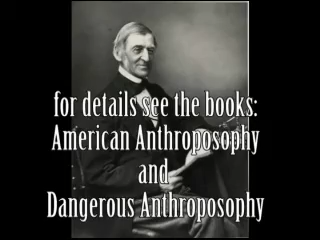 for details see the books:
American Anthroposophy
and
Dangerous Anthroposophy